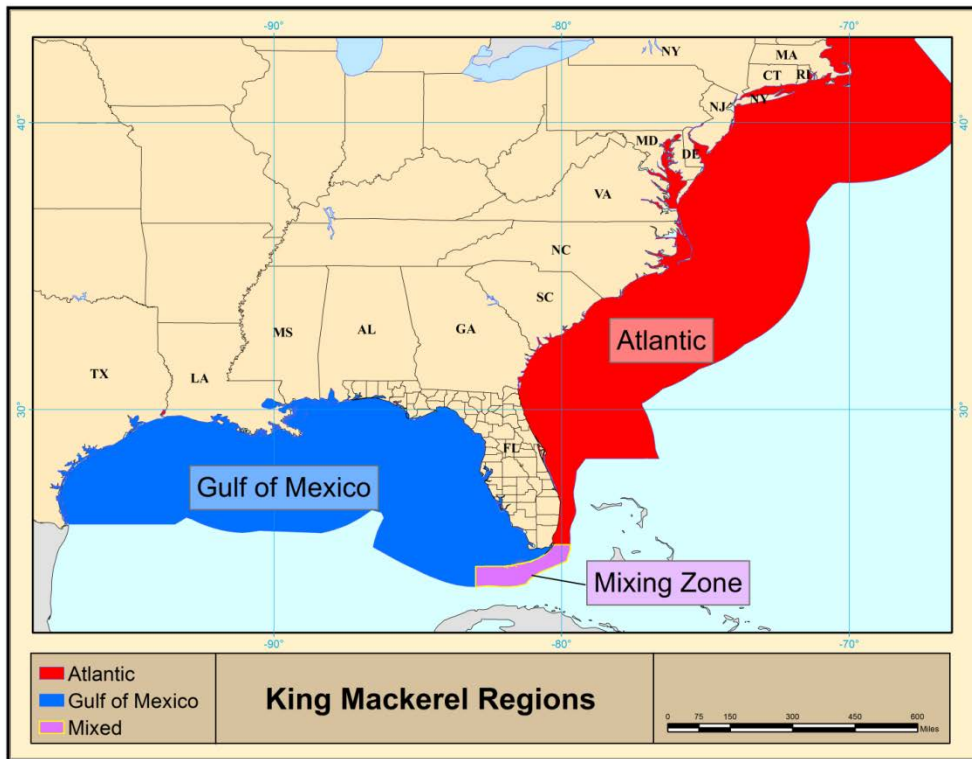 -90°
-80°
-70°
NY
MA
CT
RI
NY
NJ
40°
40°
MD
DE
VA
NC
SC
MS
AL
GA
Atlantic
TX
LA
30°
30°
FL
Gulf of Mexico
Mixing Zone
-90°
-80°
-70°
Atlantic
Gulf of Mexico
Mixed
King Mackerel Regions
0 75 150 300 450 600
Miles